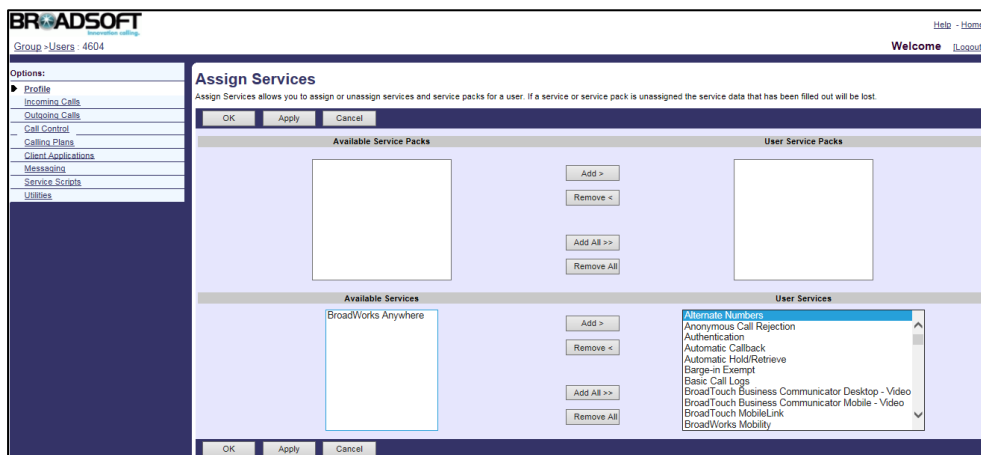 BROADSOFT
innovation calling.
Help - Home
Group >Users : 4604
Welcome [Logout
Options:
Profile
Incoming Calls
Outgoing Calls
Call Control
Calling Plans
Client Applications
Messaging
Service Scripts
Utilities
Assign Services
Assign Services allows you to assign or unassign services and service packs for a user. If a service or service pack is unassigned the service data that has been filled out will be lost.
OK Apply Cancel
Available Service Packs User Service Packs
Add >
Remove <
Add All >>
Remove All
Available Services User Services
BroadWorks Anywhere
Add >
Remove <
Add All >>
Remove All
Alternate Numbers
Anonymous Call Rejection
Authentication
Automatic Callback
Automatic Hold/Retrieve
Barge-in Exempt
Basic Call Logs
BroadTouch Business Communicator Desktop - Video
BroadTouch Business Communicator Mobile - Video
BroadTouch MobileLink
BroadWorks Mobility
OK Apply Cancel